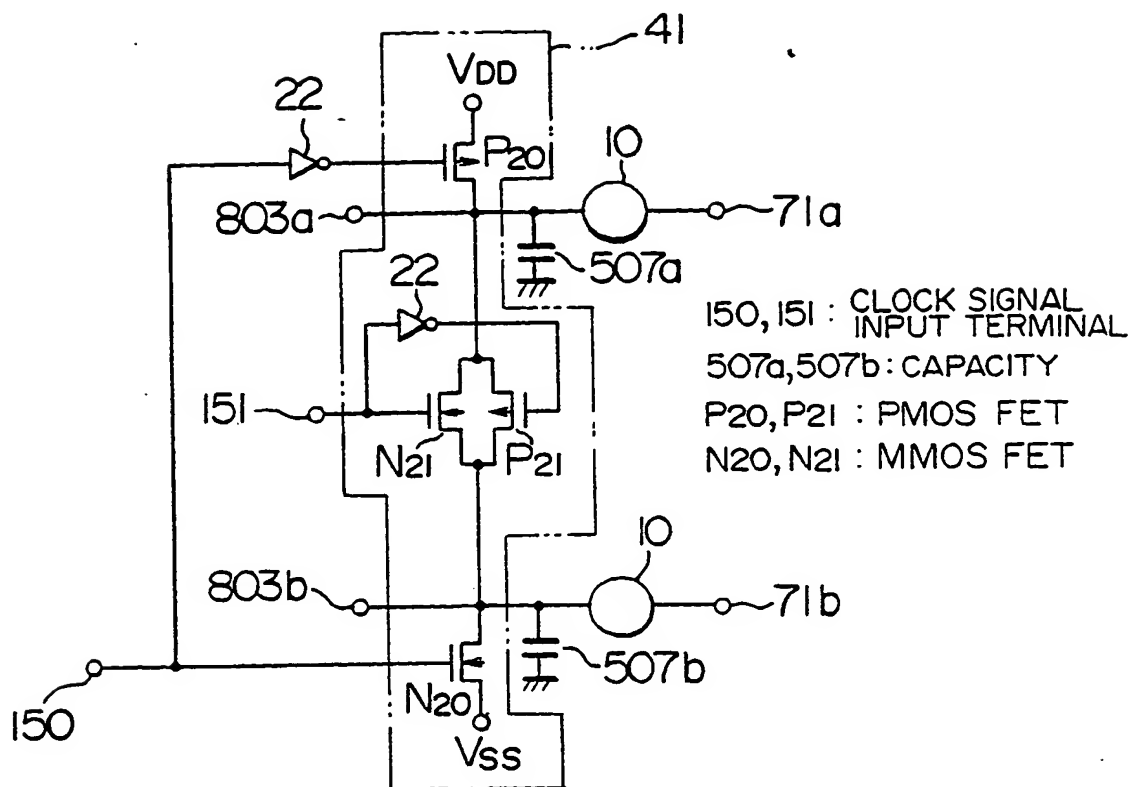 41
VDD
22
P20
10
803a
71a
507a
22
150, 151 : CLOCK SIGNAL
INPUT TERMINAL
507a, 507b : CAPACITY
151
P20, P21 : PMOS FET
N21
P21
N20, N21 : MMOS FET
10
803b
71b
507b
N20
150
VSS